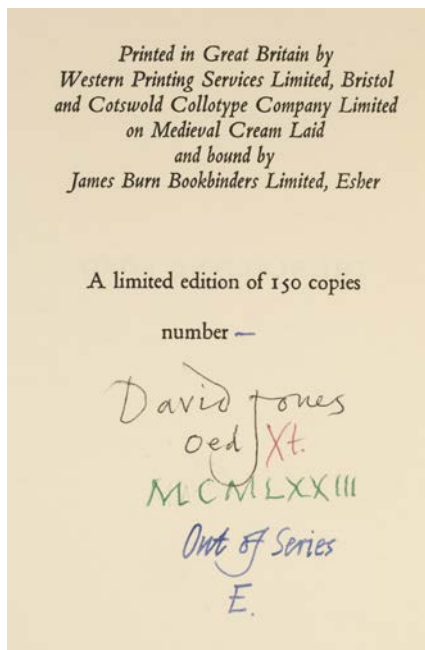 Printed in Great Britain by
Western Printing Services Limited, Bristol
and Cotswold Collotype Company Limited
on Medieval Cream Laid
and bound by
James Burn Bookbinders Limited, Esher
A limited edition of 150 copies
number –
David Jones
oed Xt.
MCMLXXIII
Out of Series
E.